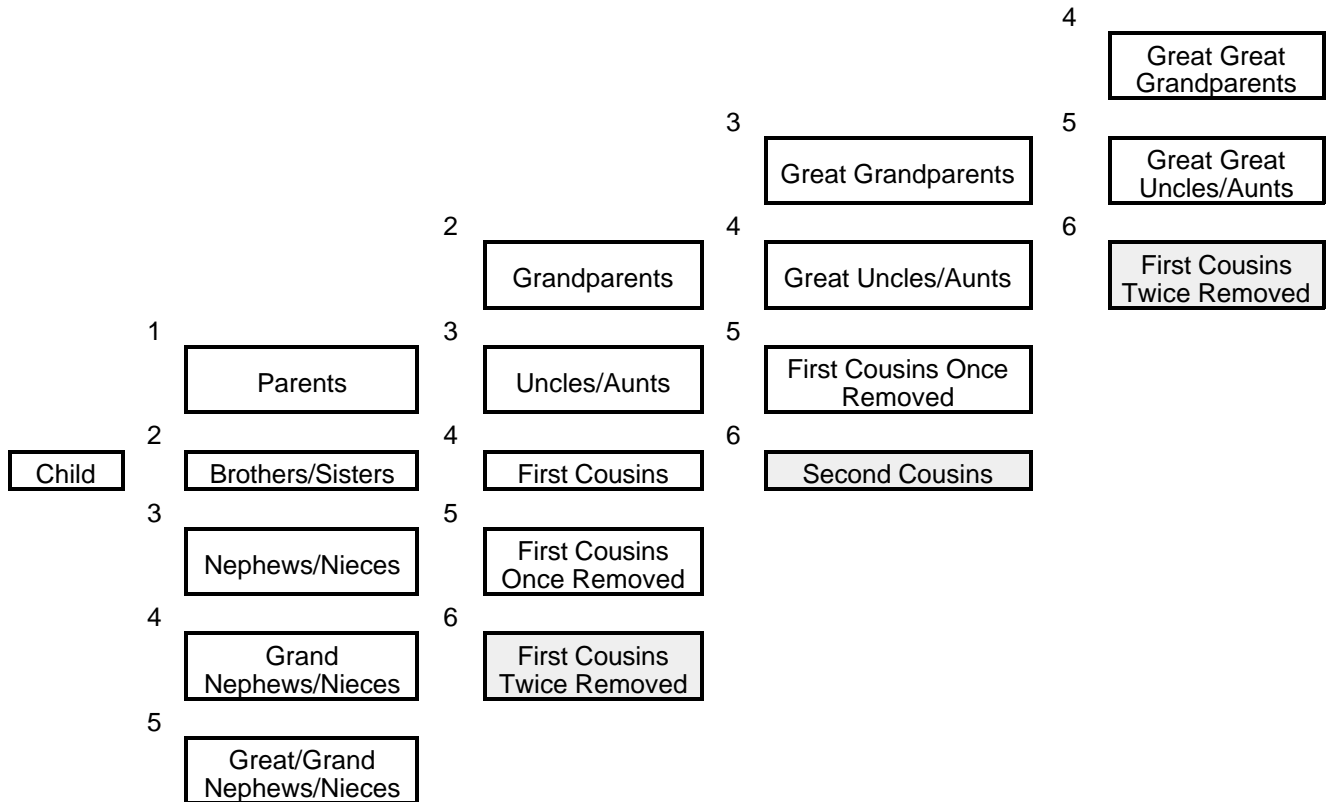 4
Great Great
Grandparents
3
5
Great Grandparents
Great Great
Uncles/Aunts
2
4
6
Grandparents
Great Uncles/Aunts
First Cousins
Twice Removed
1
3
5
Parents
Uncles/Aunts
First Cousins Once
Removed
2
4
6
Child
Brothers/Sisters
First Cousins
Second Cousins
3
5
Nephews/Nieces
First Cousins
Once Removed
4
6
Grand
Nephews/Nieces
First Cousins
Twice Removed
5
Great/Grand
Nephews/Nieces